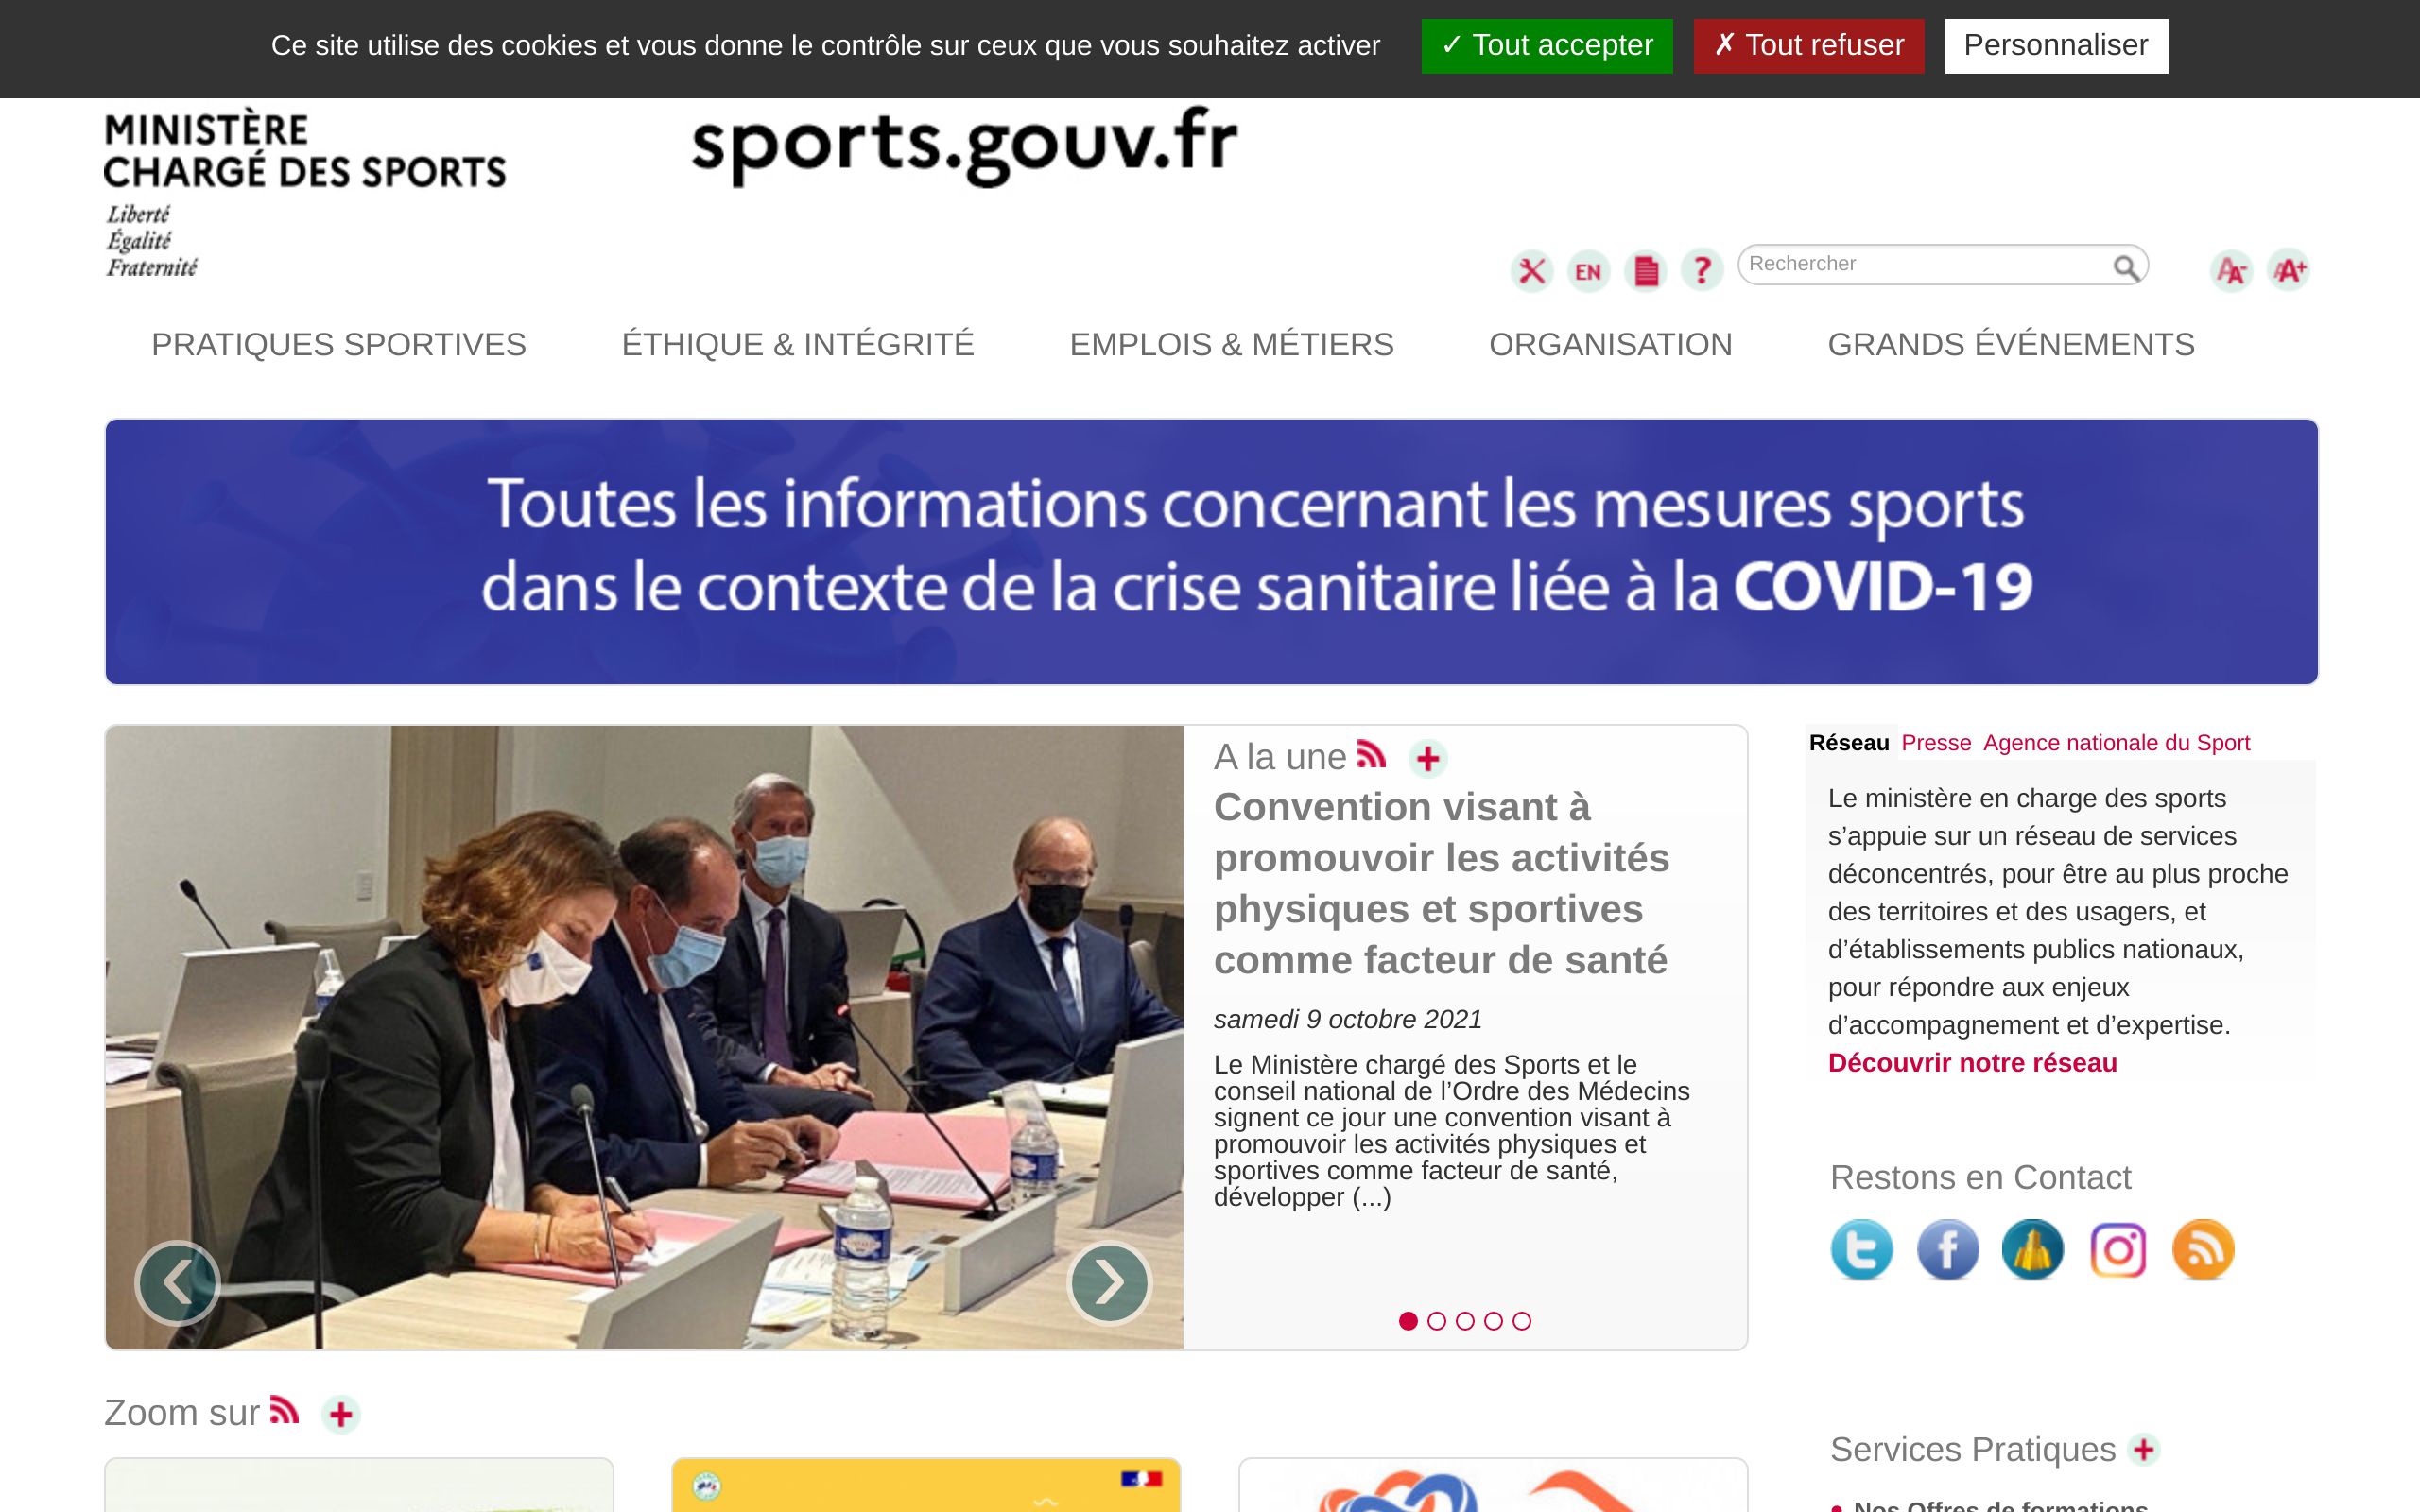 Ce site utilise des cookies et vous donne le contrôle sur ceux que vous souhaitez activer
✓ Tout accepter
✗ Tout refuser
Personnaliser
MINISTÈRE
CHARGÉ DES SPORTS
Liberté
Égalité
Fraternité
sports.gouv.fr
EN
?
Rechercher
AA-
AA+
PRATIQUES SPORTIVES
ÉTHIQUE & INTÉGRITÉ
EMPLOIS & MÉTIERS
ORGANISATION
GRANDS ÉVÉNEMENTS
Toutes les informations concernant les mesures sports
dans le contexte de la crise sanitaire liée à la COVID-19
A la une
Convention visant à
promouvoir les activités
physiques et sportives
comme facteur de santé
samedi 9 octobre 2021
Le Ministère chargé des Sports et le
conseil national de l’Ordre des Médecins
signent ce jour une convention visant à
promouvoir les activités physiques et
sportives comme facteur de santé,
développer (...)
Réseau Presse Agence nationale du Sport
Le ministère en charge des sports
s’appuie sur un réseau de services
déconcentrés, pour être au plus proche
des territoires et des usagers, et
d’établissements publics nationaux,
pour répondre aux enjeux
d’accompagnement et d’expertise.
Découvrir notre réseau
Restons en Contact
Zoom sur
Services Pratiques
Nos Offres de formations